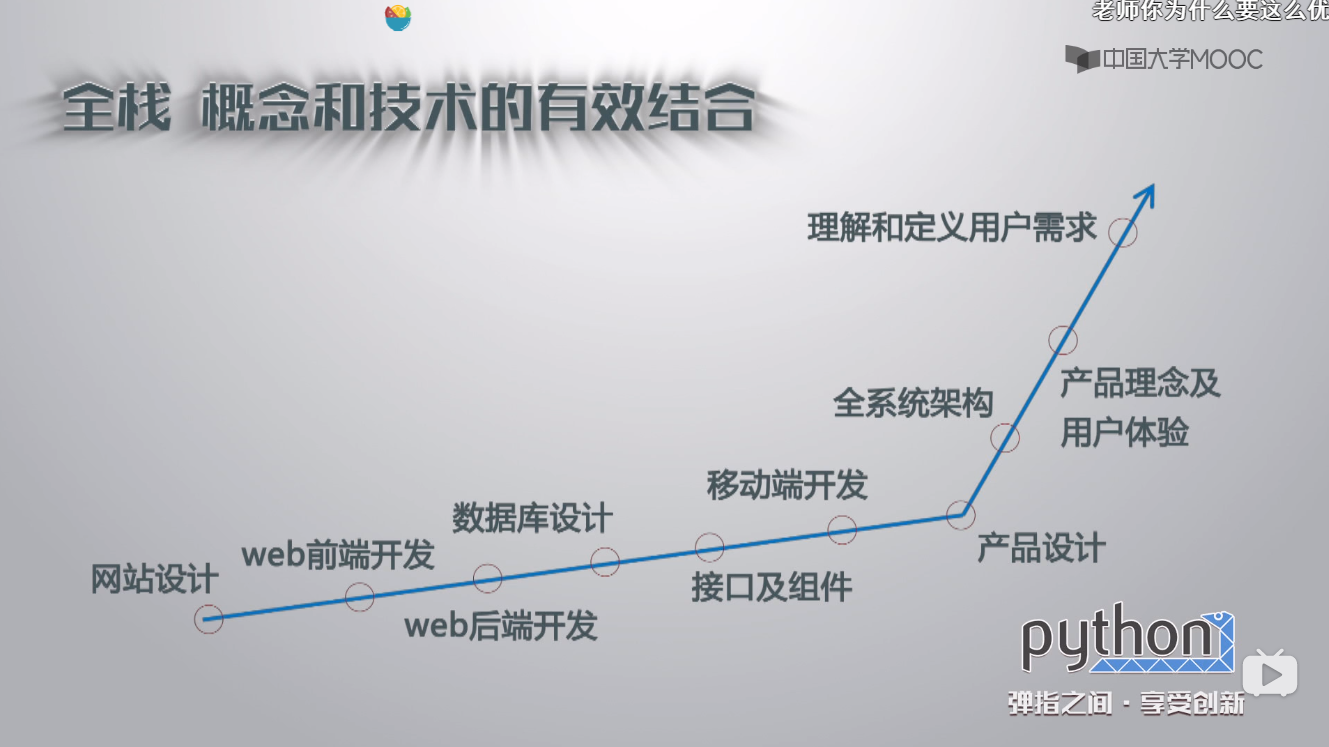 老师你为什么要这么优
中国大学MOOC
全栈 概念和技术的有效结合
理解和定义用户需求
产品理念及
用户体验
全系统架构
移动端开发
数据库设计
产品设计
web前端开发
网站设计
接口及组件
web后端开发
python
弹指之间·享受创新